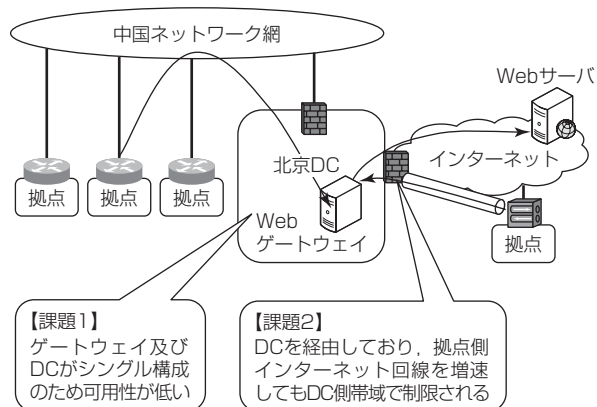 中国ネットワーク網
Webサーバ
北京DC
インターネット
拠点
拠点
拠点
Web
ゲートウェイ
拠点
【課題1】
ゲートウェイ及び
DCがシングル構成
のため可用性が低い
【課題2】
DCを経由しており，拠点側
インターネット回線を増速
してもDC側帯域で制限される